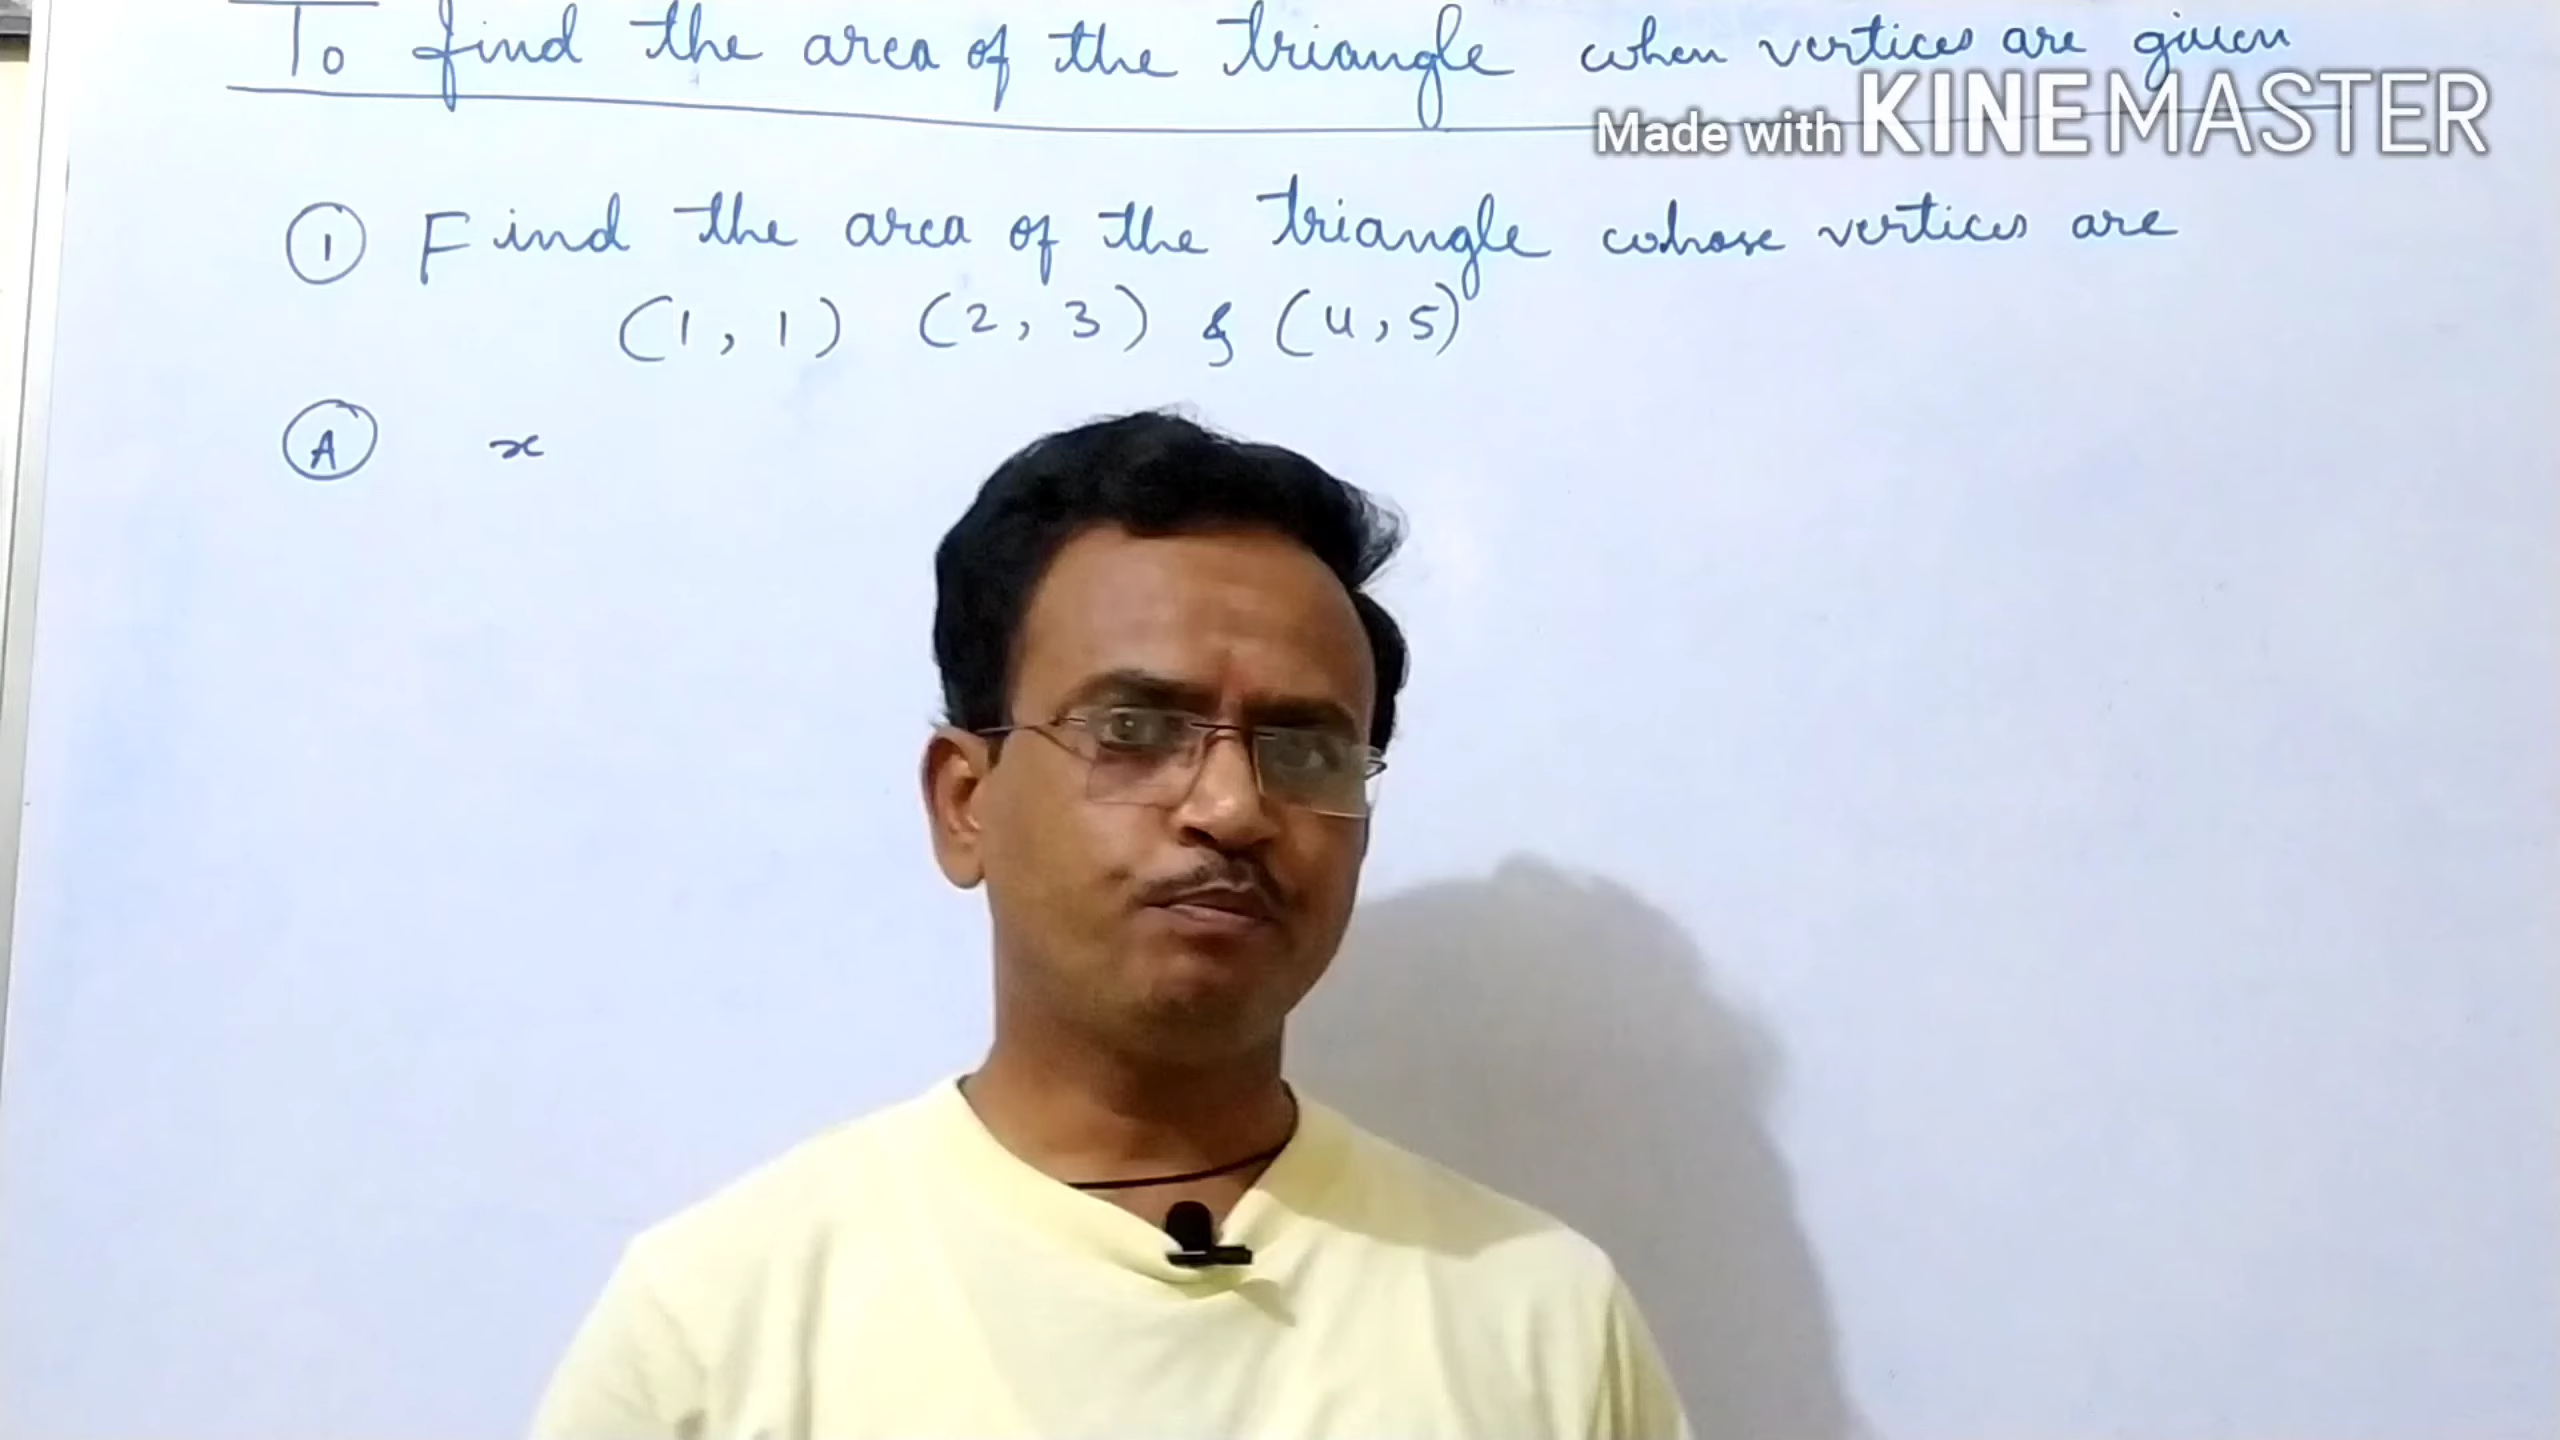 To find the area of the triangle when vertices are given
Made with KINEMASTER
① Find the area of the triangle whose vertices are
(1, 1) (2, 3) & (4, 5)
Ⓐ x